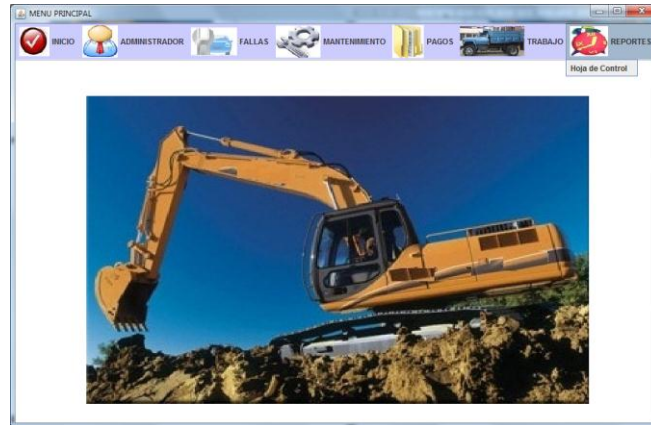 MENU PRINCIPAL
INICIO ADMINISTRADOR FALLAS MANTENIMIENTO PAGOS TRABAJO REPORTES
Hoja de Control